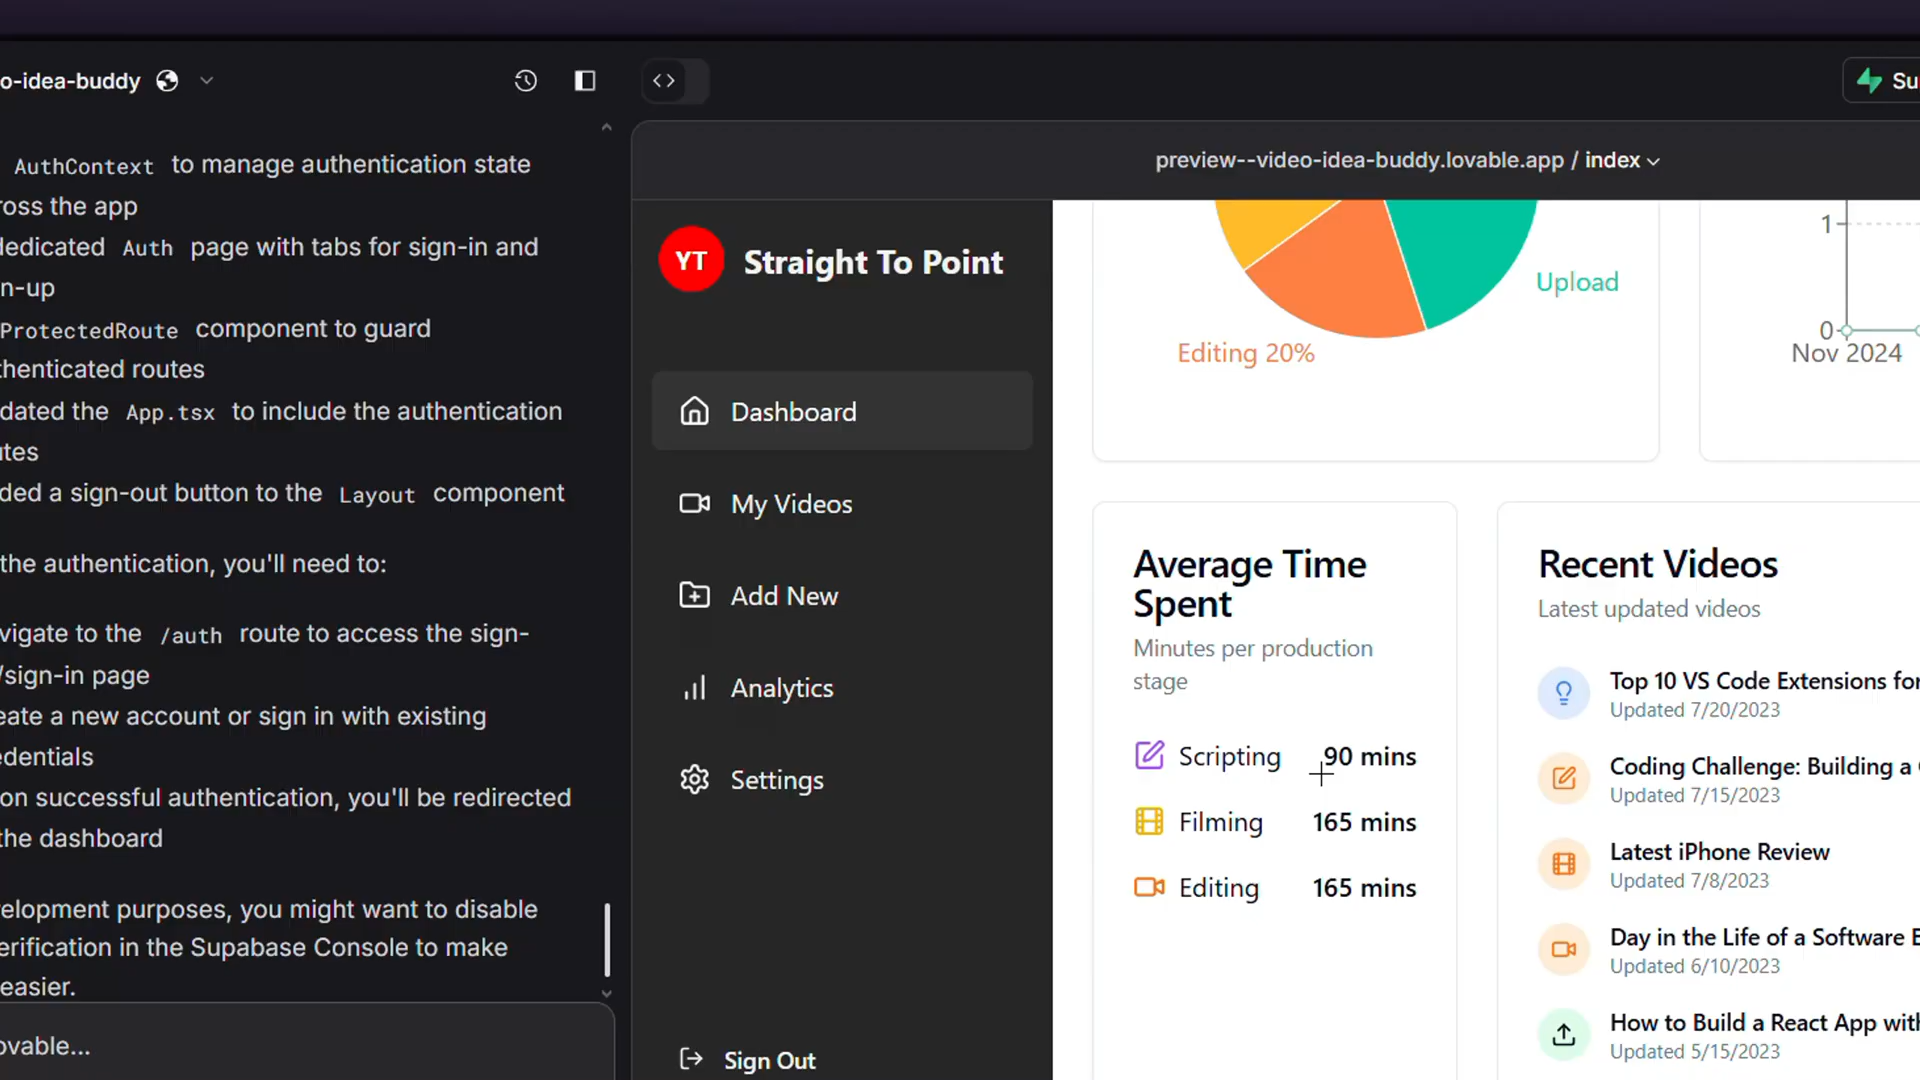 o-idea-buddy
AuthContext to manage authentication state
ross the app
dedicated Auth page with tabs for sign-in and
n-up
ProtectedRoute component to guard
thenticated routes
dated the App.tsx to include the authentication
utes
ded a sign-out button to the Layout component
the authentication, you'll need to:
vigate to the /auth route to access the sign-
/sign-in page
eate a new account or sign in with existing
edentials
on successful authentication, you'll be redirected
the dashboard
velopment purposes, you might want to disable
erification in the Supabase Console to make
easier.
ovable...
Su
preview--video-idea-buddy.lovable.app / index
YT Straight To Point
Dashboard
My Videos
Add New
Analytics
Settings
Sign Out
Upload
Editing 20%
1
0
Nov 2024
Average Time
Spent
Minutes per production
stage
Scripting 90 mins
Filming 165 mins
Editing 165 mins
Recent Videos
Latest updated videos
Top 10 VS Code Extensions for
Updated 7/20/2023
Coding Challenge: Building a
Updated 7/15/2023
Latest iPhone Review
Updated 7/8/2023
Day in the Life of a Software E
Updated 6/10/2023
How to Build a React App with
Updated 5/15/2023